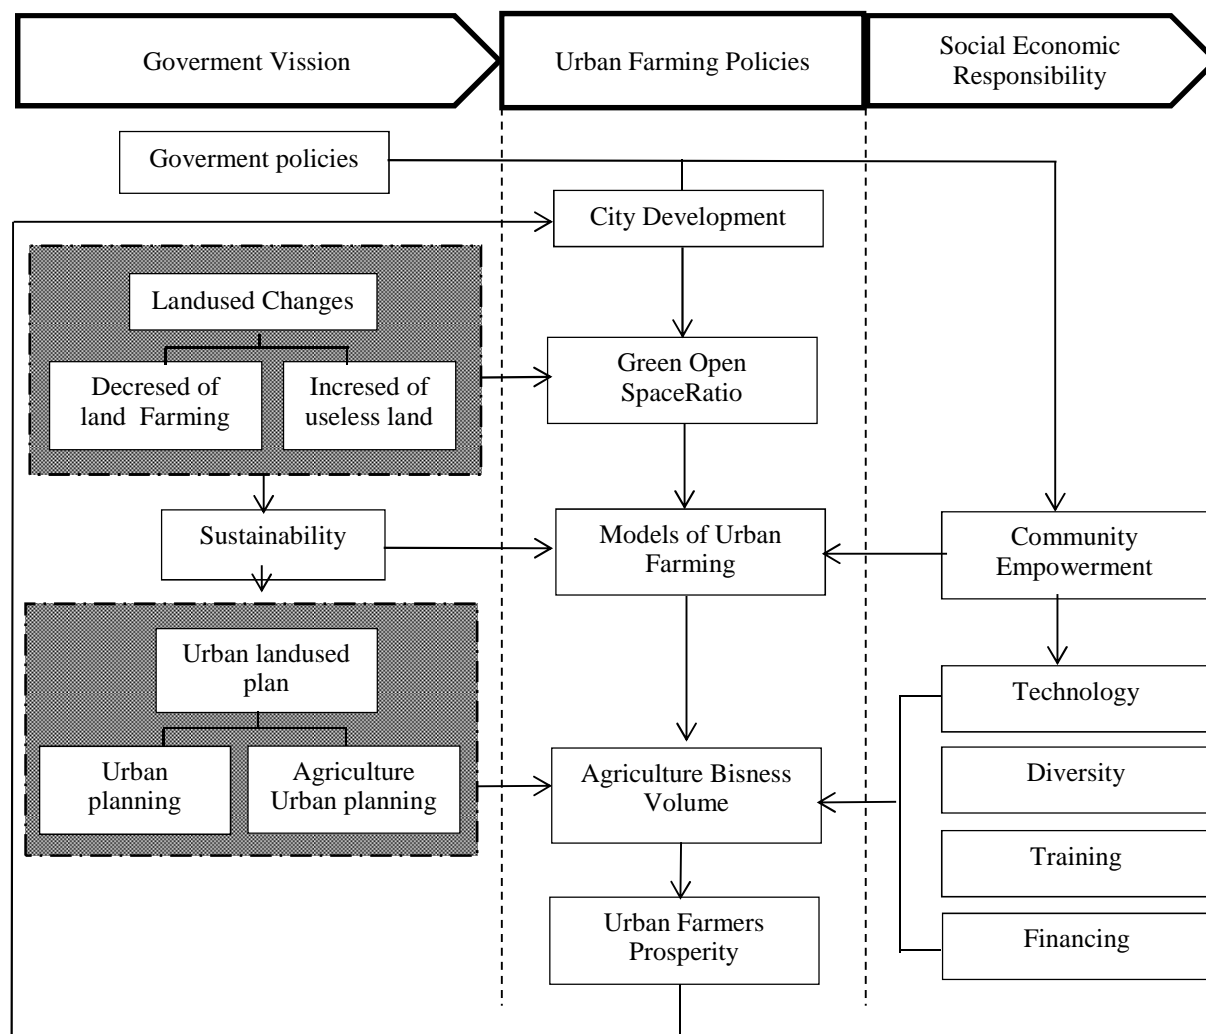 Goverment Vission
Urban Farming Policies
Social Economic
Responsibility
Goverment policies
City Development
Landused Changes
Decresed of
land  Farming
Incresed of
useless land
Green Open
SpaceRatio
Sustainability
Models of Urban
Farming
Community
Empowerment
Urban landused
plan
Urban
planning
Agriculture
Urban planning
Agriculture Bisness
Volume
Technology
Diversity
Training
Financing
Urban Farmers
Prosperity